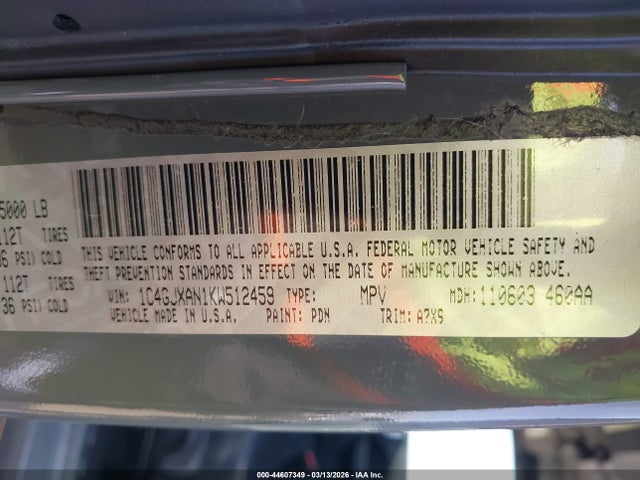 5000 LB
112T TIRES
36 PSI) COLD
112T TIRES
36 PSI) COLD
THIS VEHICLE CONFORMS TO ALL APPLICABLE U.S.A. FEDERAL MOTOR VEHICLE SAFETY AND
THEFT PREVENTION STANDARDS IN EFFECT ON THE DATE OF MANUFACTURE SHOWN ABOVE.
VIN: 1C4GJXAN1KW512459 TYPE: MPV MDH: 110603 460AA
VEHICLE MADE IN U.S.A. PAINT: PDN TRIM: A7X9
000-44607349 - 03/13/2026 - IAA Inc.